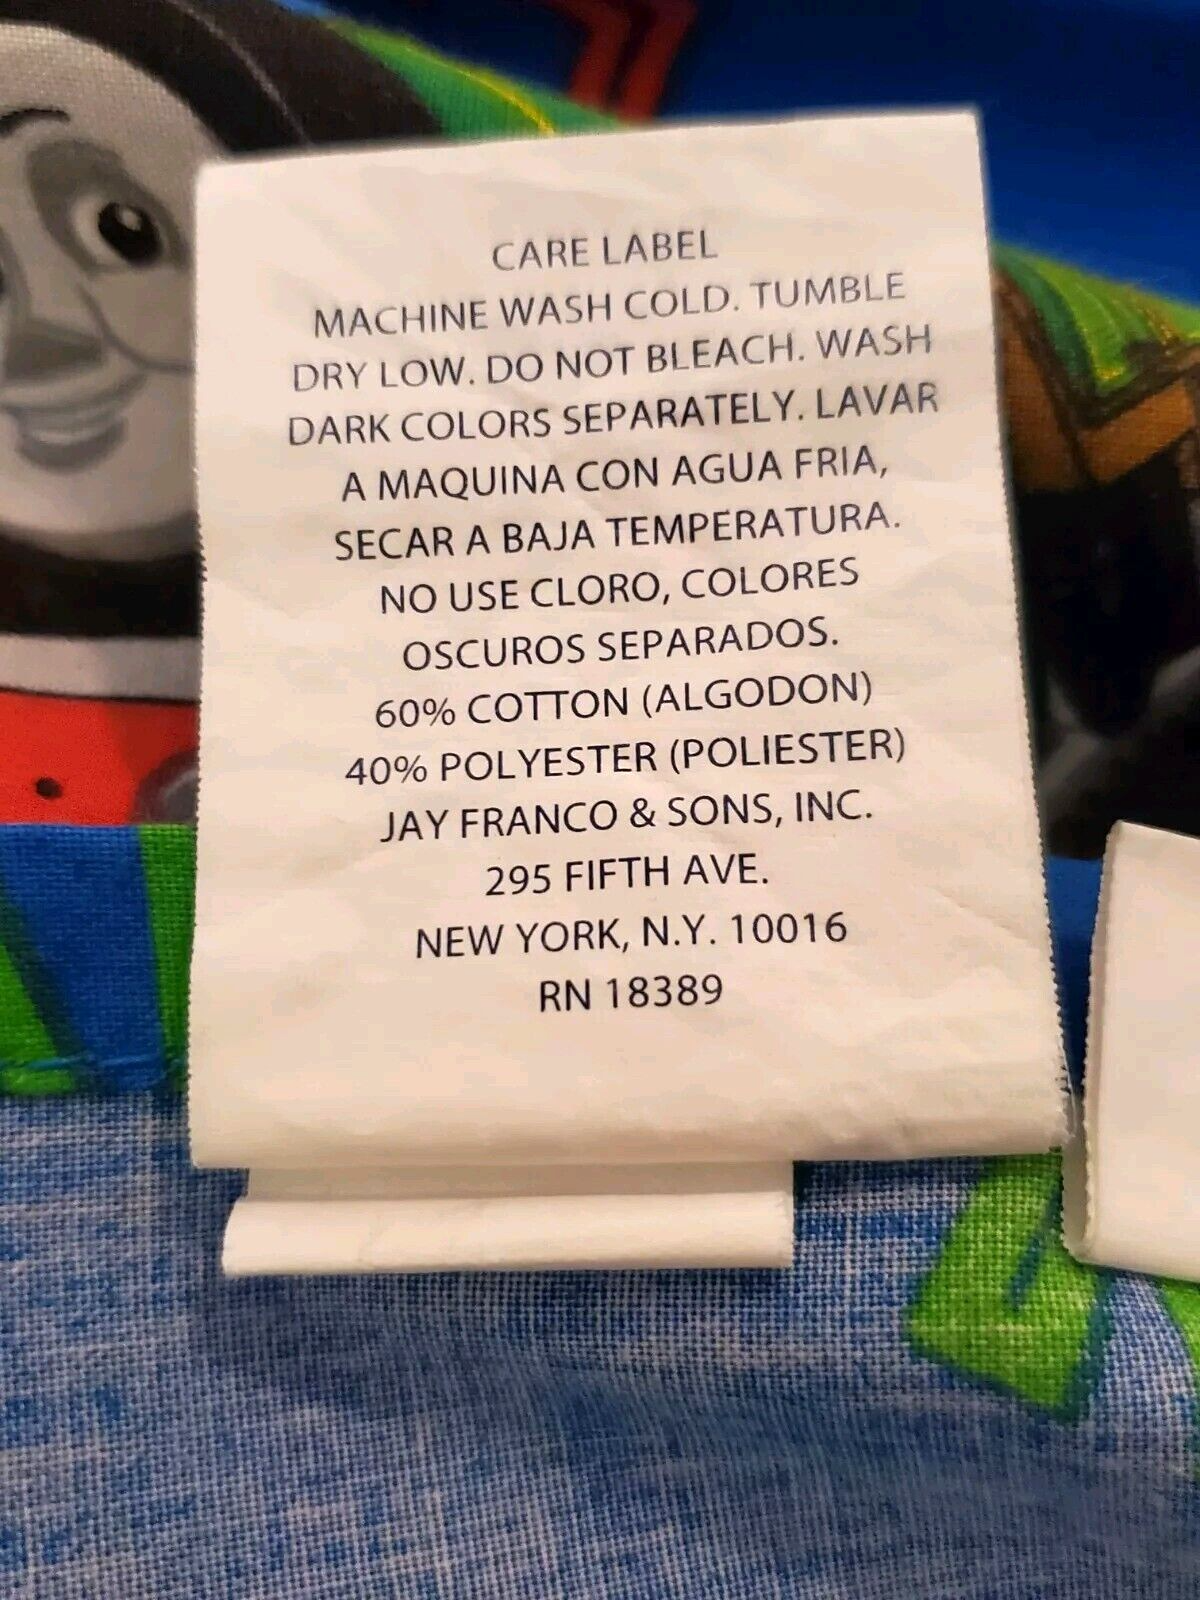 CARE LABEL
MACHINE WASH COLD. TUMBLE
DRY LOW. DO NOT BLEACH. WASH
DARK COLORS SEPARATELY. LAVAR
A MAQUINA CON AGUA FRIA,
SECAR A BAJA TEMPERATURA.
NO USE CLORO, COLORES
OSCUROS SEPARADOS.
60% COTTON (ALGODON)
40% POLYESTER (POLIESTER)
JAY FRANCO & SONS, INC.
295 FIFTH AVE.
NEW YORK, N.Y. 10016
RN 18389